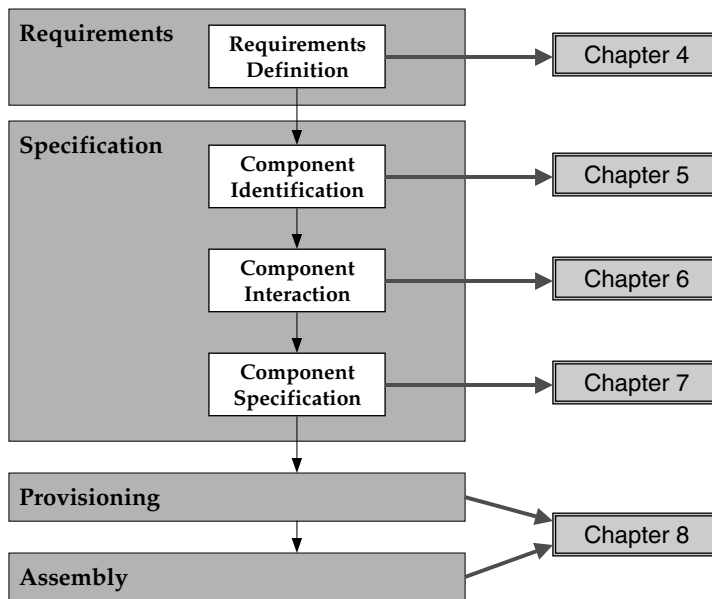 Requirements
Requirements
Definition
Chapter 4
Specification
Component
Identification
Chapter 5
Component
Interaction
Chapter 6
Component
Specification
Chapter 7
Provisioning
Chapter 8
Assembly